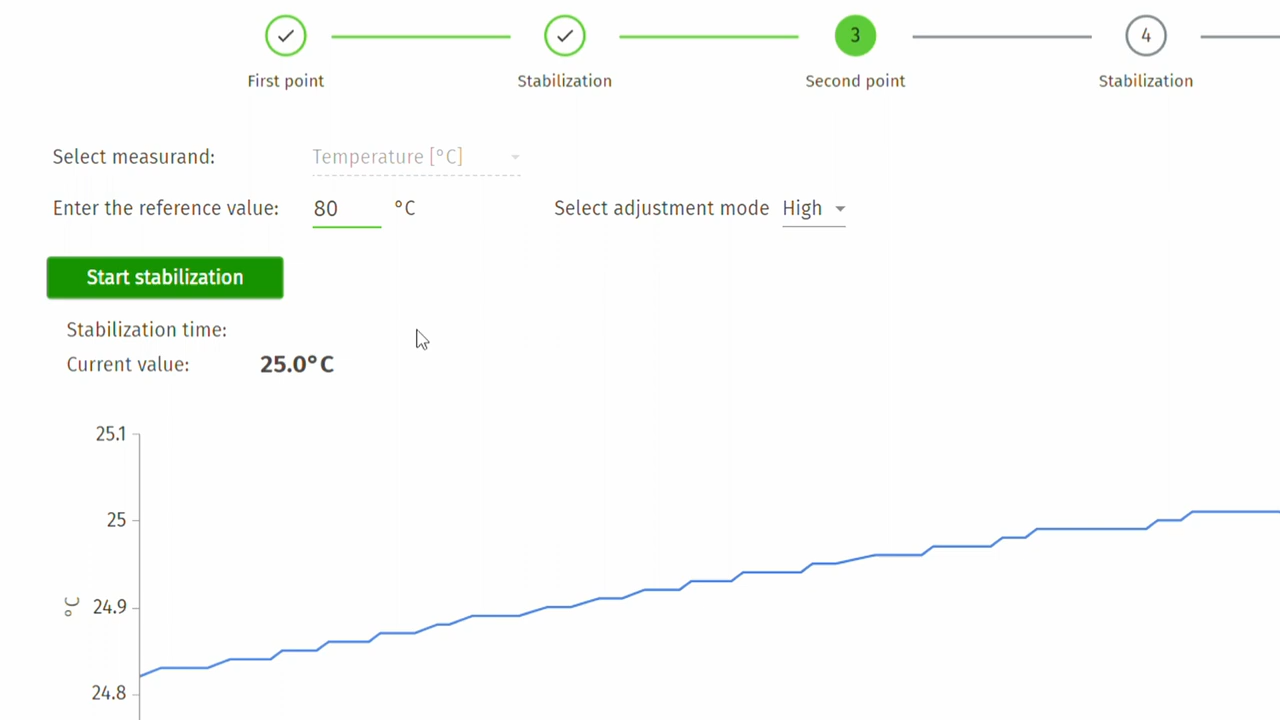 3
4
First point
Stabilization
Second point
Stabilization
Select measurand:
Temperature [°C]
Enter the reference value:
80
°C
Select adjustment mode
High
Start stabilization
Stabilization time:
Current value:
25.0°C
25.1
25
24.9
24.8
°C